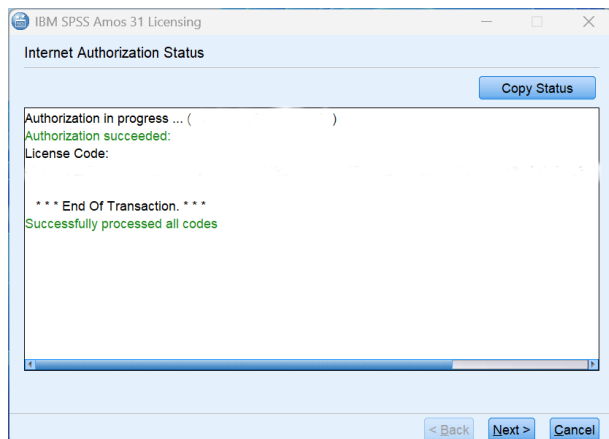 IBM SPSS Amos 31 Licensing
Internet Authorization Status
Copy Status
Authorization in progress ... ( )
Authorization succeeded:
License Code:
* * * End Of Transaction. * * *
Successfully processed all codes
< Back Next > Cancel